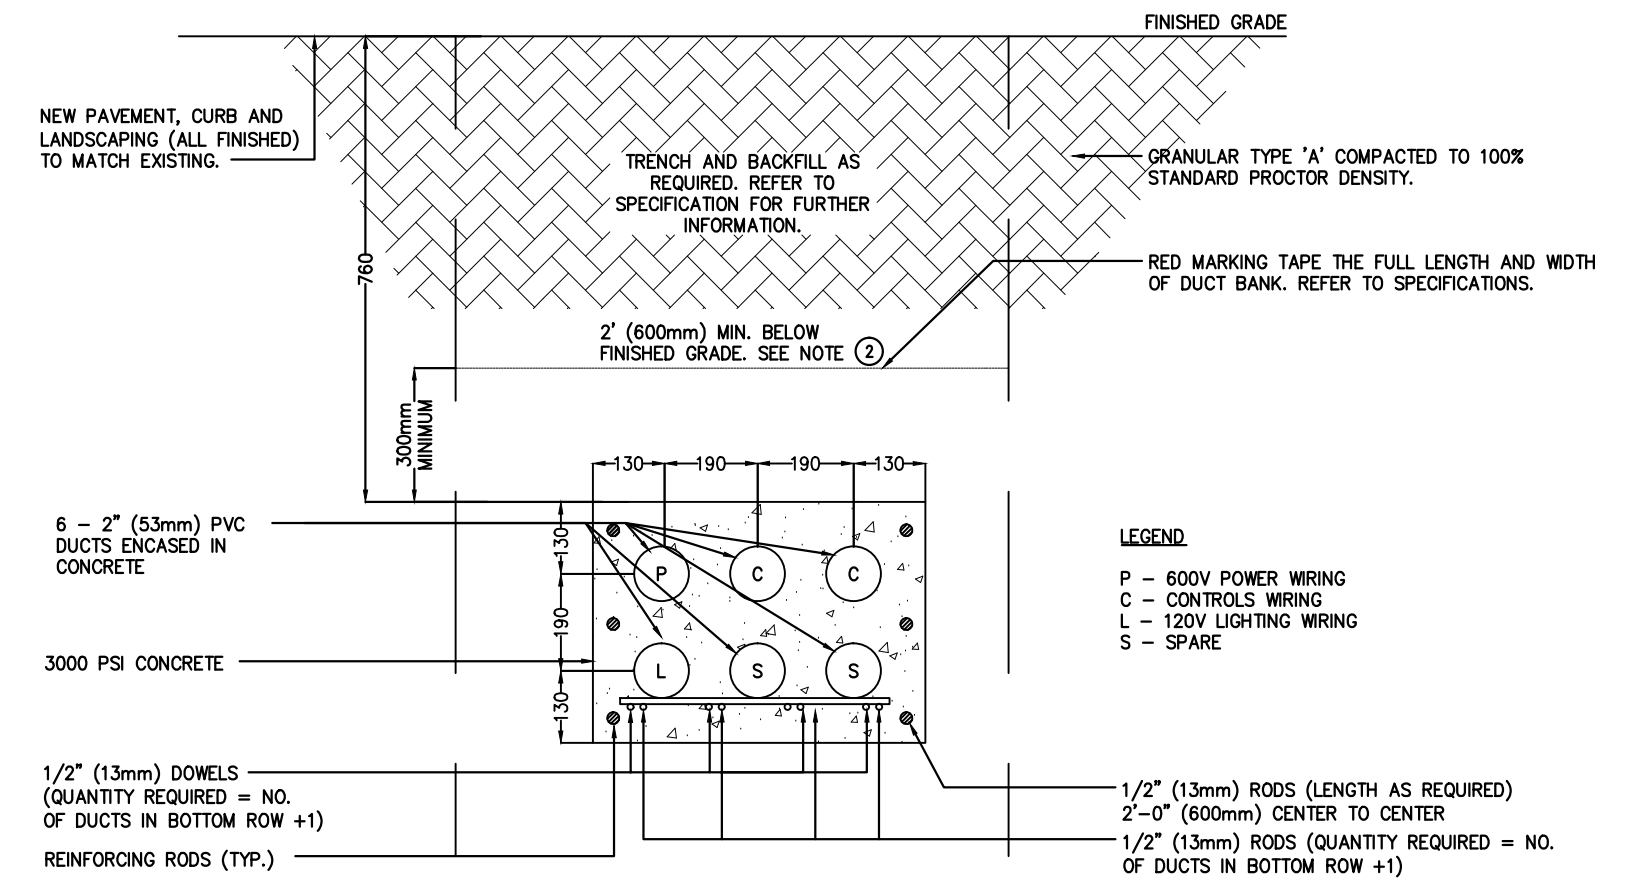 FINISHED GRADE
NEW PAVEMENT, CURB AND
LANDSCAPING (ALL FINISHED)
TO MATCH EXISTING.
TRENCH AND BACKFILL AS
REQUIRED. REFER TO
SPECIFICATION FOR FURTHER
INFORMATION.
GRANULAR TYPE 'A' COMPACTED TO 100%
STANDARD PROCTOR DENSITY.
760
RED MARKING TAPE THE FULL LENGTH AND WIDTH
OF DUCT BANK. REFER TO SPECIFICATIONS.
2' (600mm) MIN. BELOW
FINISHED GRADE. SEE NOTE 2
300mm
MINIMUM
130 190 190 130
6 - 2" (53mm) PVC
DUCTS ENCASED IN
CONCRETE
130
190
130
P C C
L S S
3000 PSI CONCRETE
LEGEND
P - 600V POWER WIRING
C - CONTROLS WIRING
L - 120V LIGHTING WIRING
S - SPARE
1/2" (13mm) DOWELS
(QUANTITY REQUIRED = NO.
OF DUCTS IN BOTTOM ROW +1)
REINFORCING RODS (TYP.)
1/2" (13mm) RODS (LENGTH AS REQUIRED)
2'-0" (600mm) CENTER TO CENTER
1/2" (13mm) RODS (QUANTITY REQUIRED = NO.
OF DUCTS IN BOTTOM ROW +1)